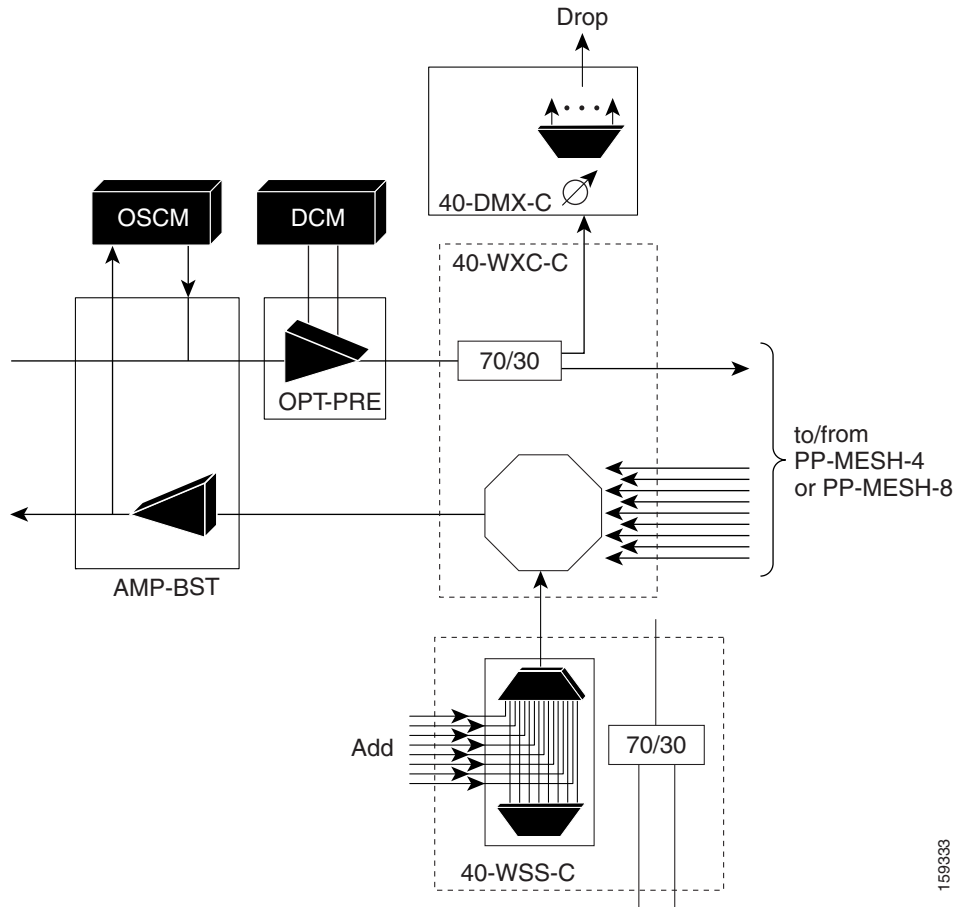 Drop
40-DMX-C
OSCM
DCM
40-WXC-C
70/30
OPT-PRE
to/from
PP-MESH-4
or PP-MESH-8
AMP-BST
Add
70/30
40-WSS-C
159333